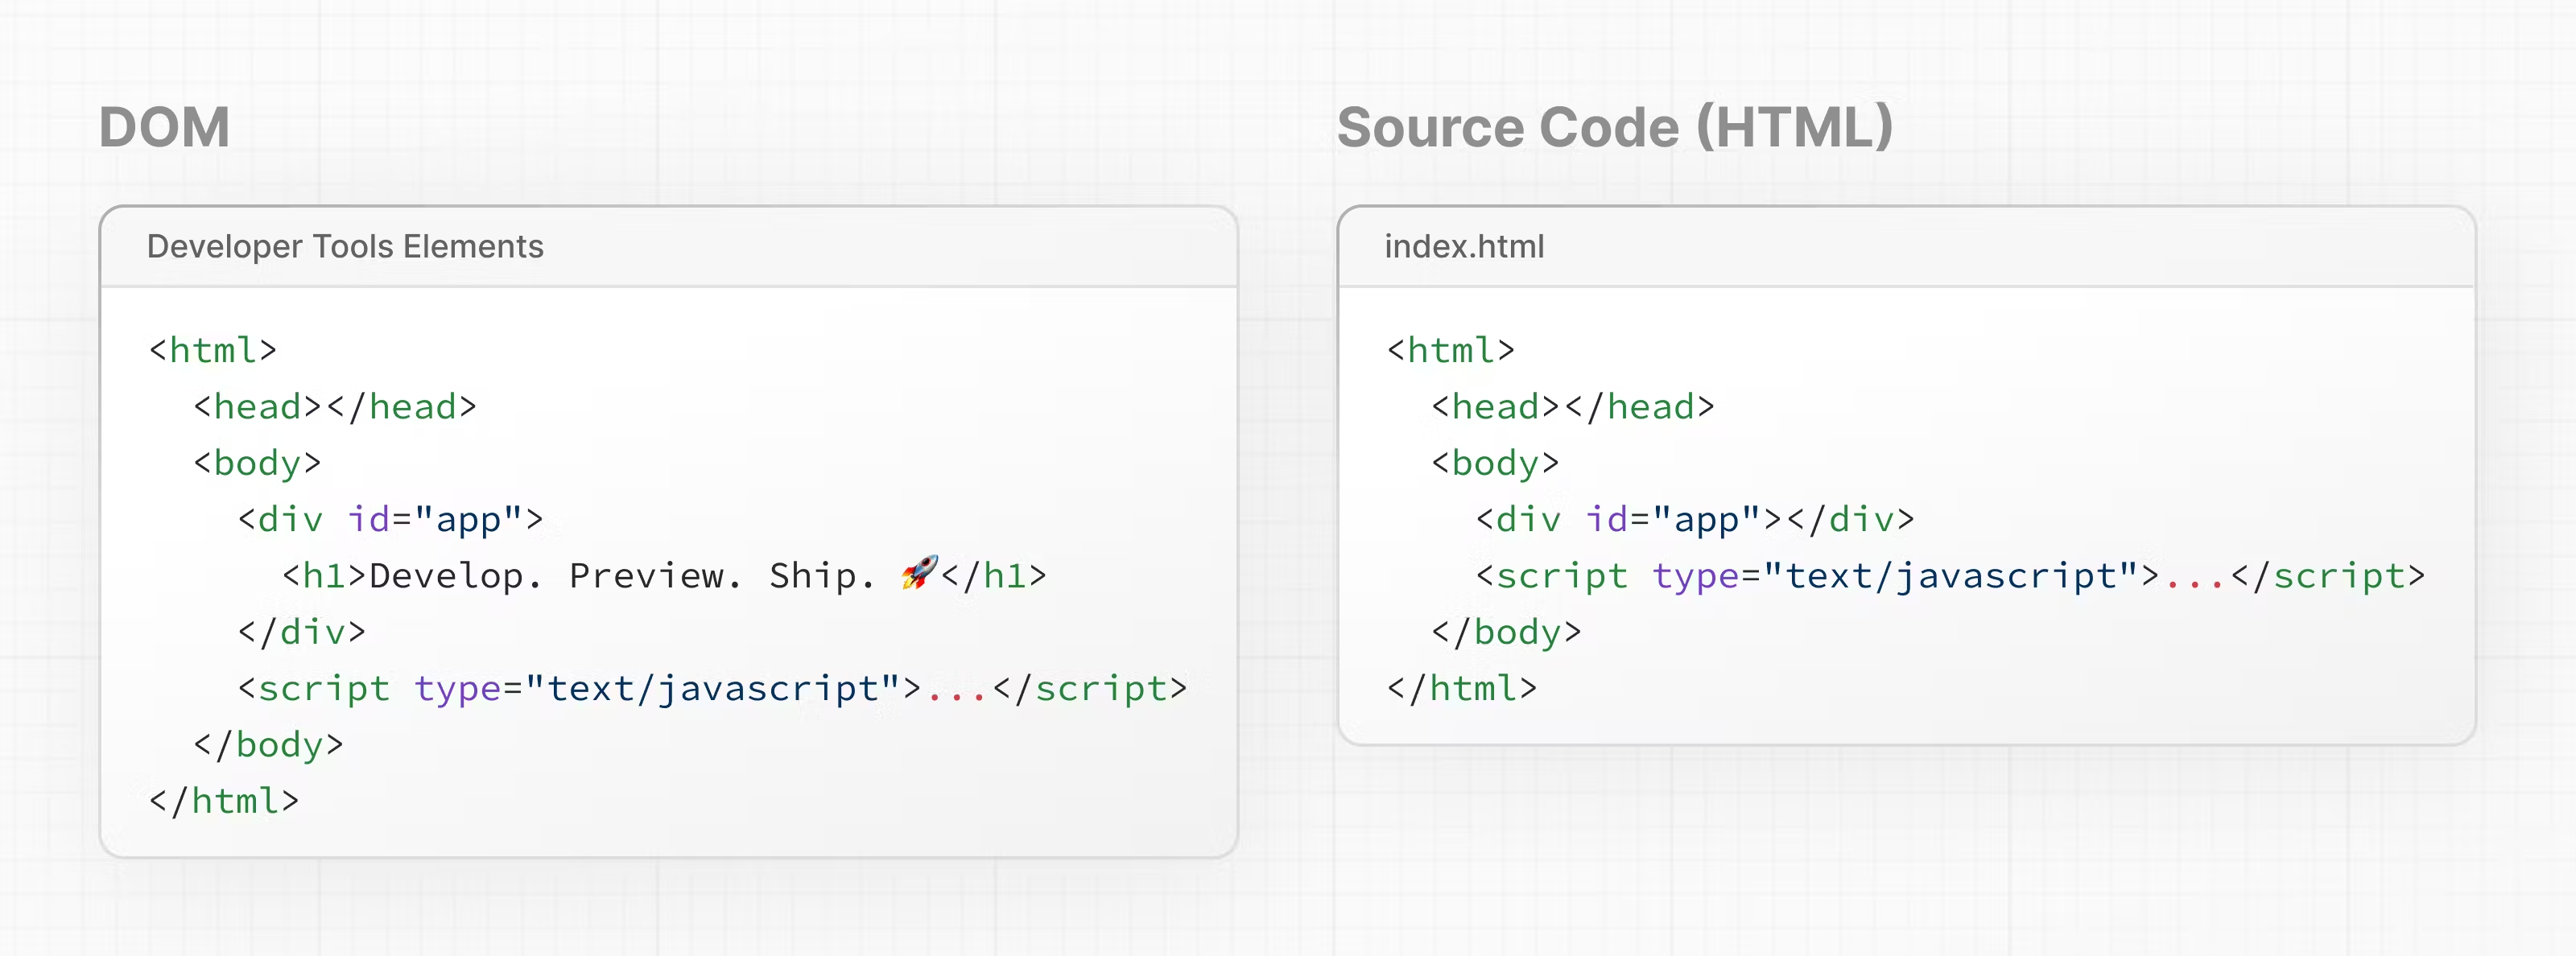 DOM
Developer Tools Elements
<html>
  <head></head>
  <body>
    <div id="app">
      <h1>Develop. Preview. Ship. 🚀</h1>
    </div>
    <script type="text/javascript">...</script>
  </body>
</html>
Source Code (HTML)
index.html
<html>
  <head></head>
  <body>
    <div id="app"></div>
    <script type="text/javascript">...</script>
  </body>
</html>